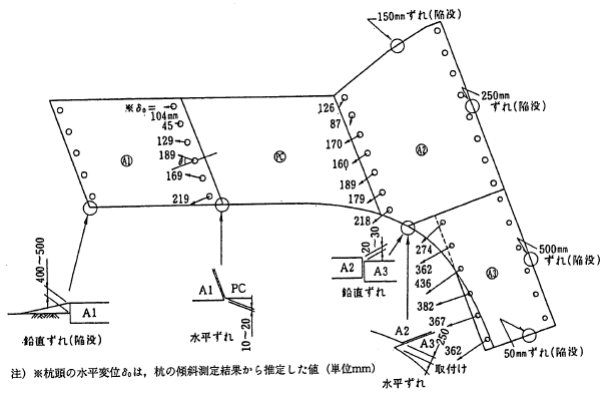 150mmずれ(陥没)
250mm
ずれ(陥没)
※δ₀=
104mm
45
129
189
δ₀
169
219
A1
PC
126
87
170
160
189
179
218
A2
274
362
436
382
367
362
A3
500mm
ずれ(陥没)
50mmずれ(陥没)
400～500
A1
鉛直ずれ(陥没)
A1
PC
10～20
水平ずれ
20～30
A2
A3
鉛直ずれ
A2
A3
250
取付け
水平ずれ
注)※杭頭の水平変位δ₀は,杭の傾斜測定結果から推定した値(単位mm)